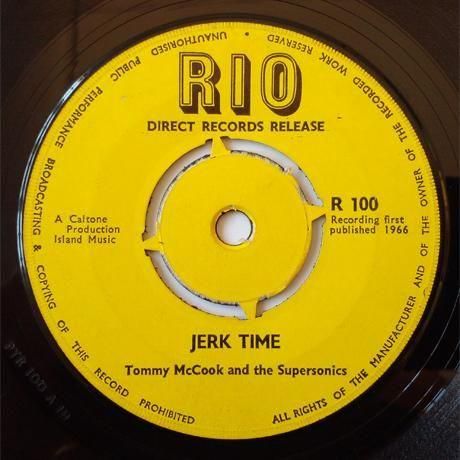 ALL RIGHTS OF THE MANUFACTURER AND OF THE OWNER OF THE RECORDED WORK RESERVED
UNAUTHORISED PUBLIC PERFORMANCE BROADCASTING & COPYING OF THIS RECORD PROHIBITED
RIO
DIRECT RECORDS RELEASE
A Caltone
Production
Island Music
R 100
Recording first
published 1966
JERK TIME
Tommy McCook and the Supersonics